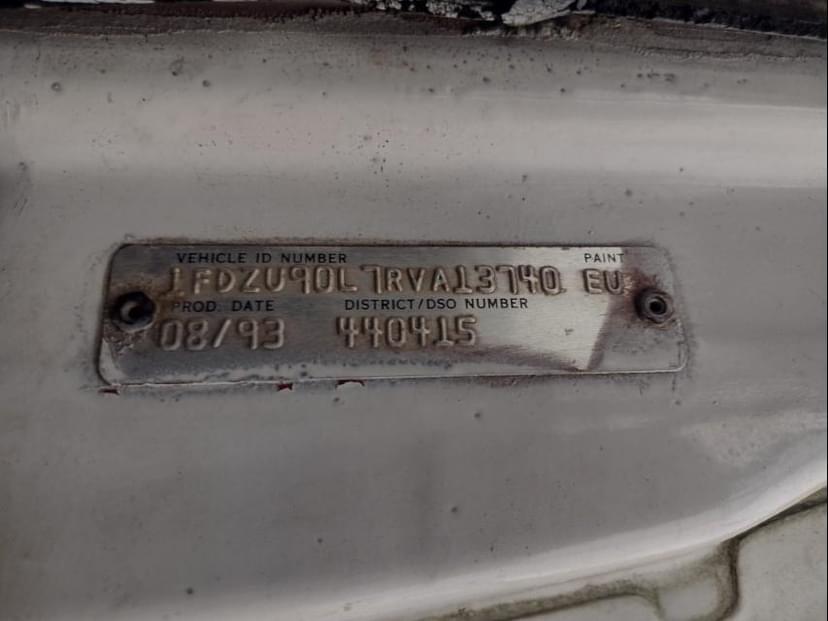 VEHICLE ID NUMBER PAINT
1FDZU90L7RVA13740 EU
PROD. DATE DISTRICT/DSO NUMBER
08/93 440415